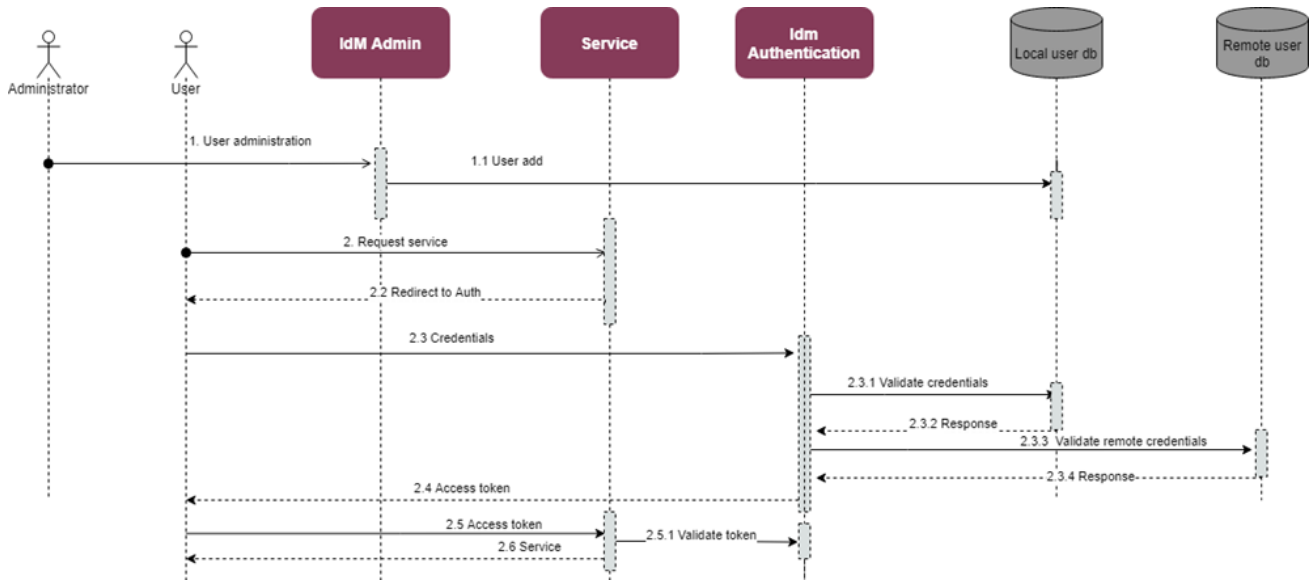 Administrator
User
IdM Admin
Service
Idm
Authentication
Local user db
Remote user
db
1. User administration
1.1 User add
2. Request service
2.2 Redirect to Auth
2.3 Credentials
2.3.1 Validate credentials
2.3.2 Response
2.3.3 Validate remote credentials
2.3.4 Response
2.4 Access token
2.5 Access token
2.5.1 Validate token
2.6 Service